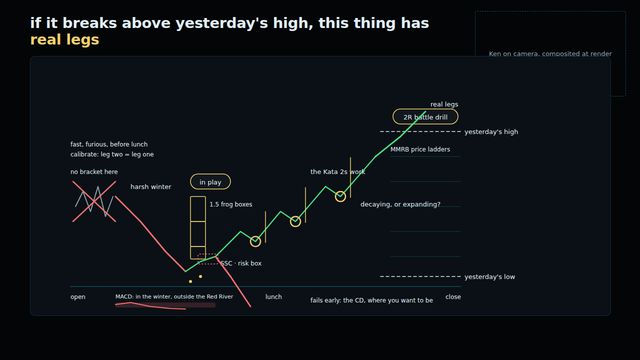 if it breaks above yesterday's high, this thing has
real legs
Ken on camera, composited at render
real legs
2R battle drill
yesterday's high
fast, furious, before lunch
calibrate: leg two = leg one
MMRB price ladders
no bracket here
the Kata 2s work
harsh winter
in play
1.5 frog boxes
decaying, or expanding?
SSC · risk box
yesterday's low
open
MACD: in the winter, outside the Red River
lunch
fails early: the CD, where you want to be
close